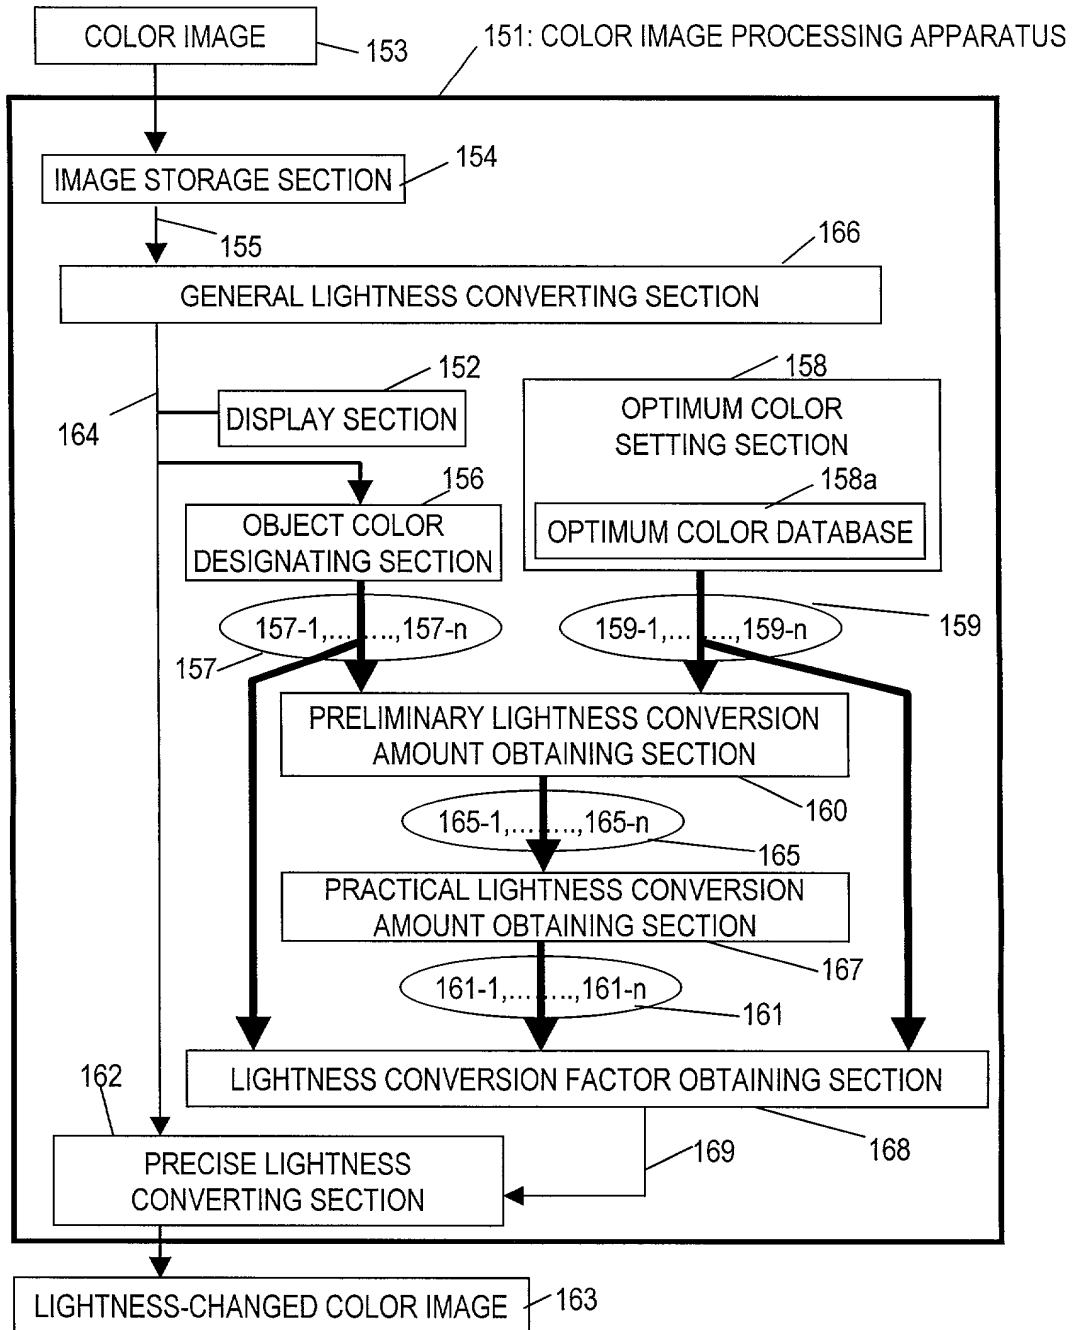 COLOR IMAGE
153
151: COLOR IMAGE PROCESSING APPARATUS
IMAGE STORAGE SECTION
154
155
166
GENERAL LIGHTNESS CONVERTING SECTION
164
152
DISPLAY SECTION
158
OPTIMUM COLOR
SETTING SECTION
158a
OPTIMUM COLOR DATABASE
156
OBJECT COLOR
DESIGNATING SECTION
157-1,........,157-n
157
159-1,........,159-n
159
PRELIMINARY LIGHTNESS CONVERSION
AMOUNT OBTAINING SECTION
160
165-1,........,165-n
165
PRACTICAL LIGHTNESS CONVERSION
AMOUNT OBTAINING SECTION
167
161-1,........,161-n
161
LIGHTNESS CONVERSION FACTOR OBTAINING SECTION
168
169
162
PRECISE LIGHTNESS
CONVERTING SECTION
LIGHTNESS-CHANGED COLOR IMAGE
163